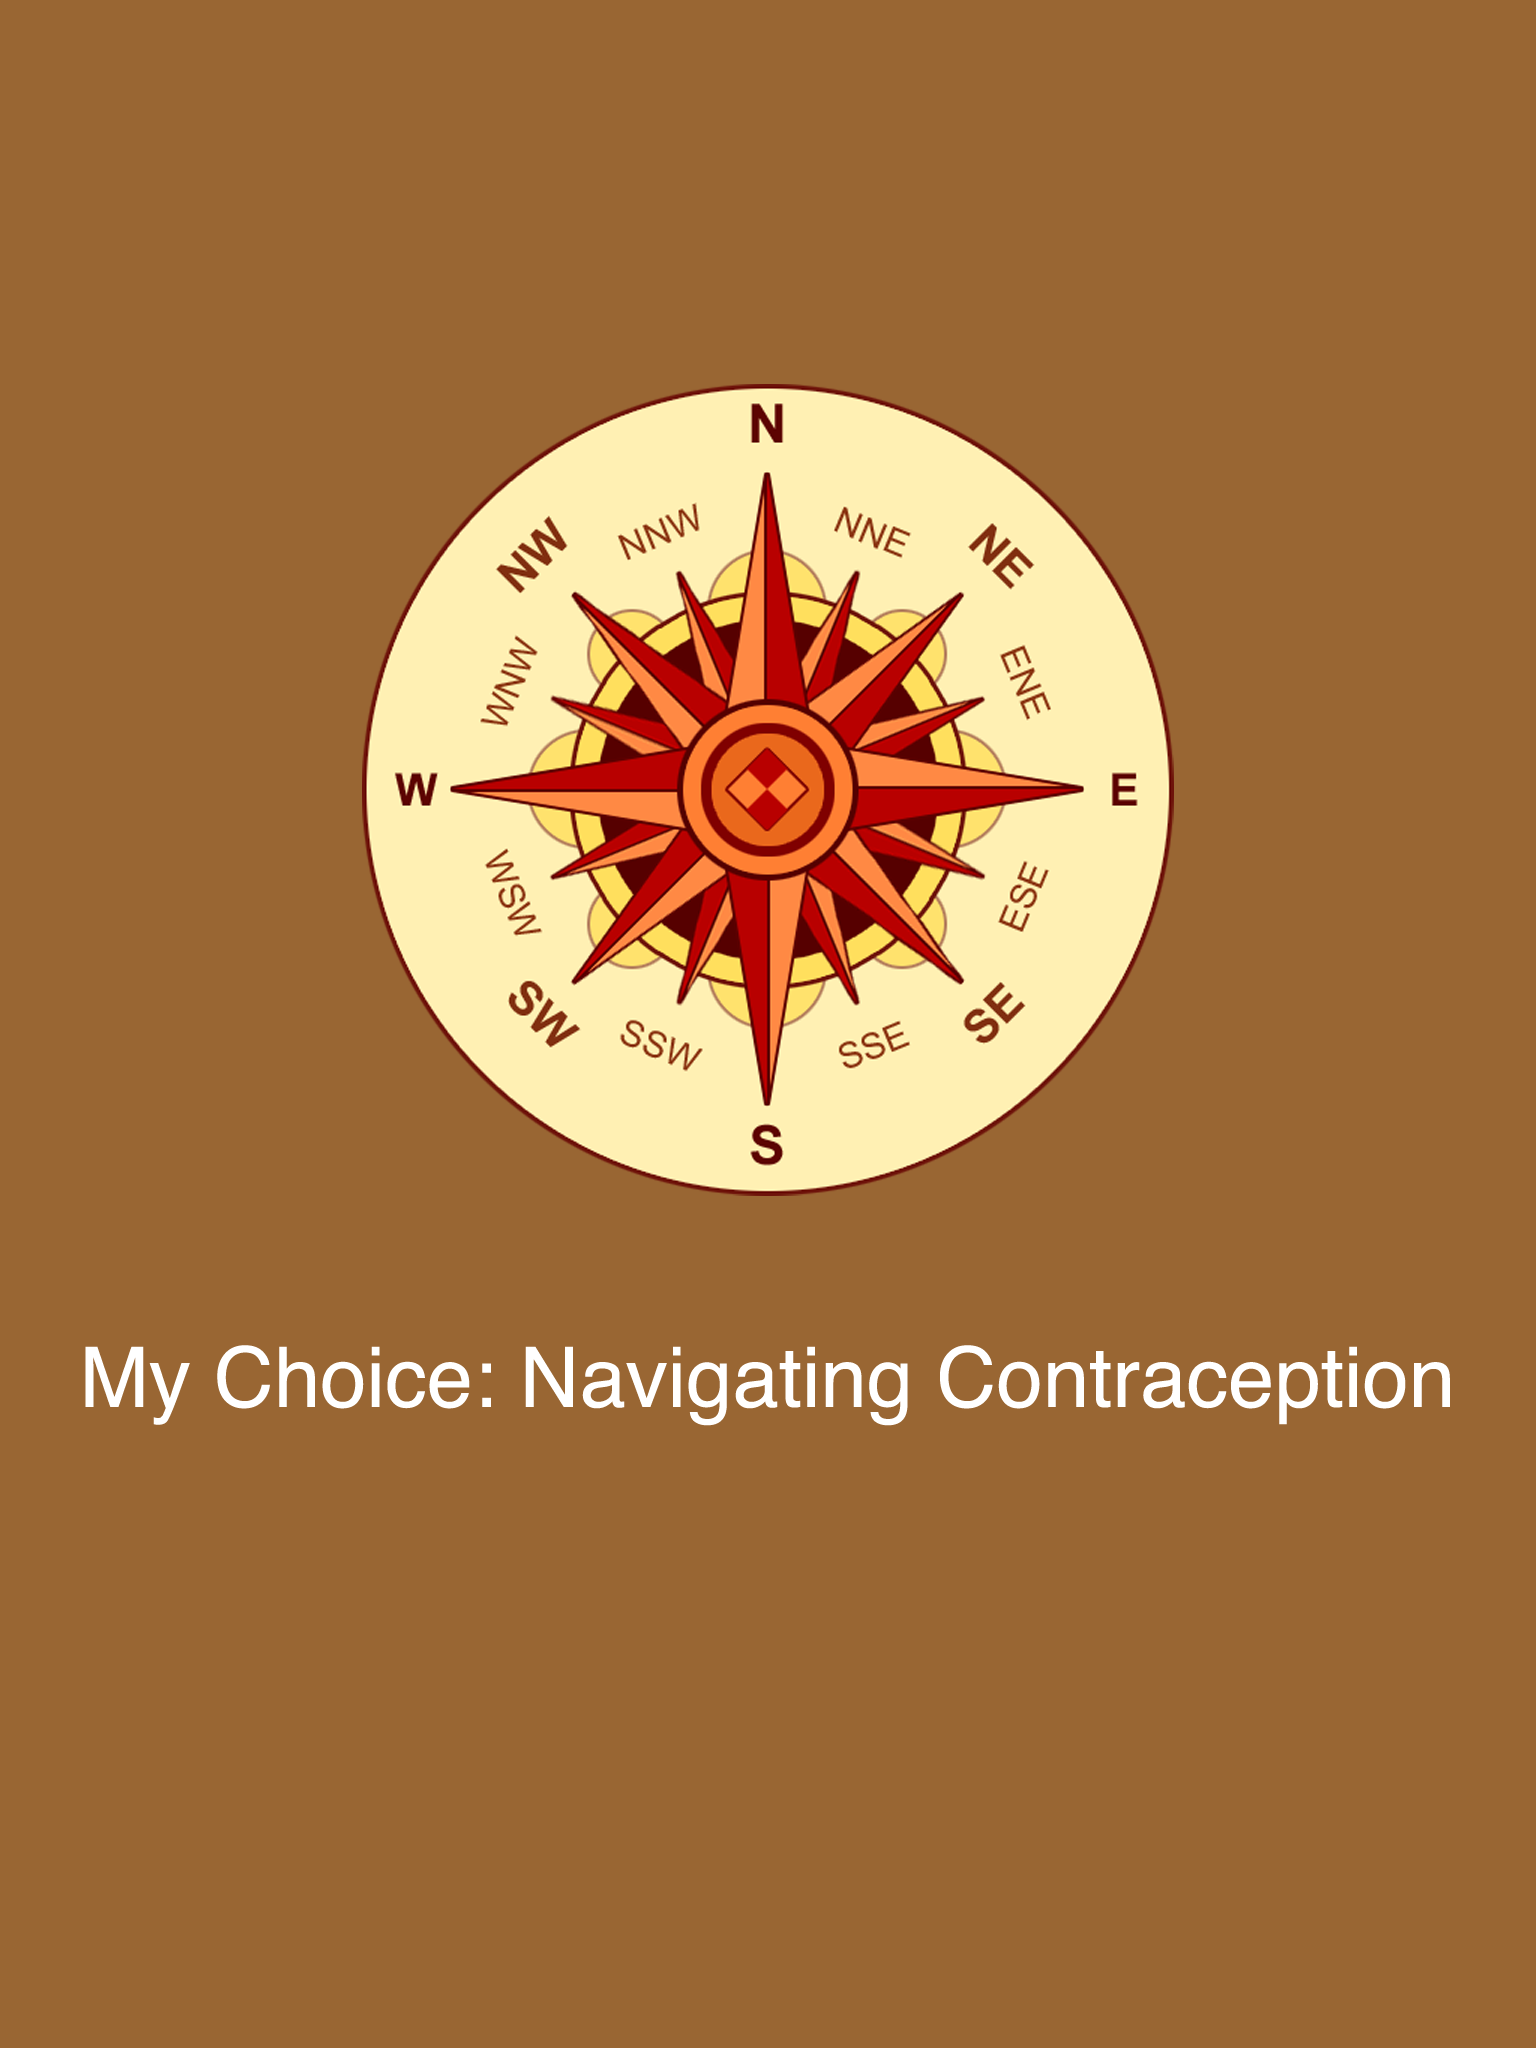 N
NNW
NNE
NW
NE
WNW
ENE
W
E
WSW
ESE
SW
SE
SSW
SSE
S
My Choice: Navigating Contraception